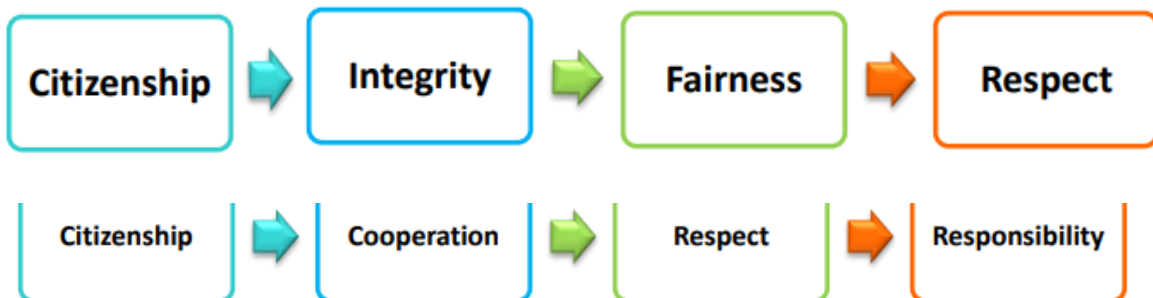 Citizenship Integrity Fairness Respect
Citizenship Cooperation Respect Responsibility